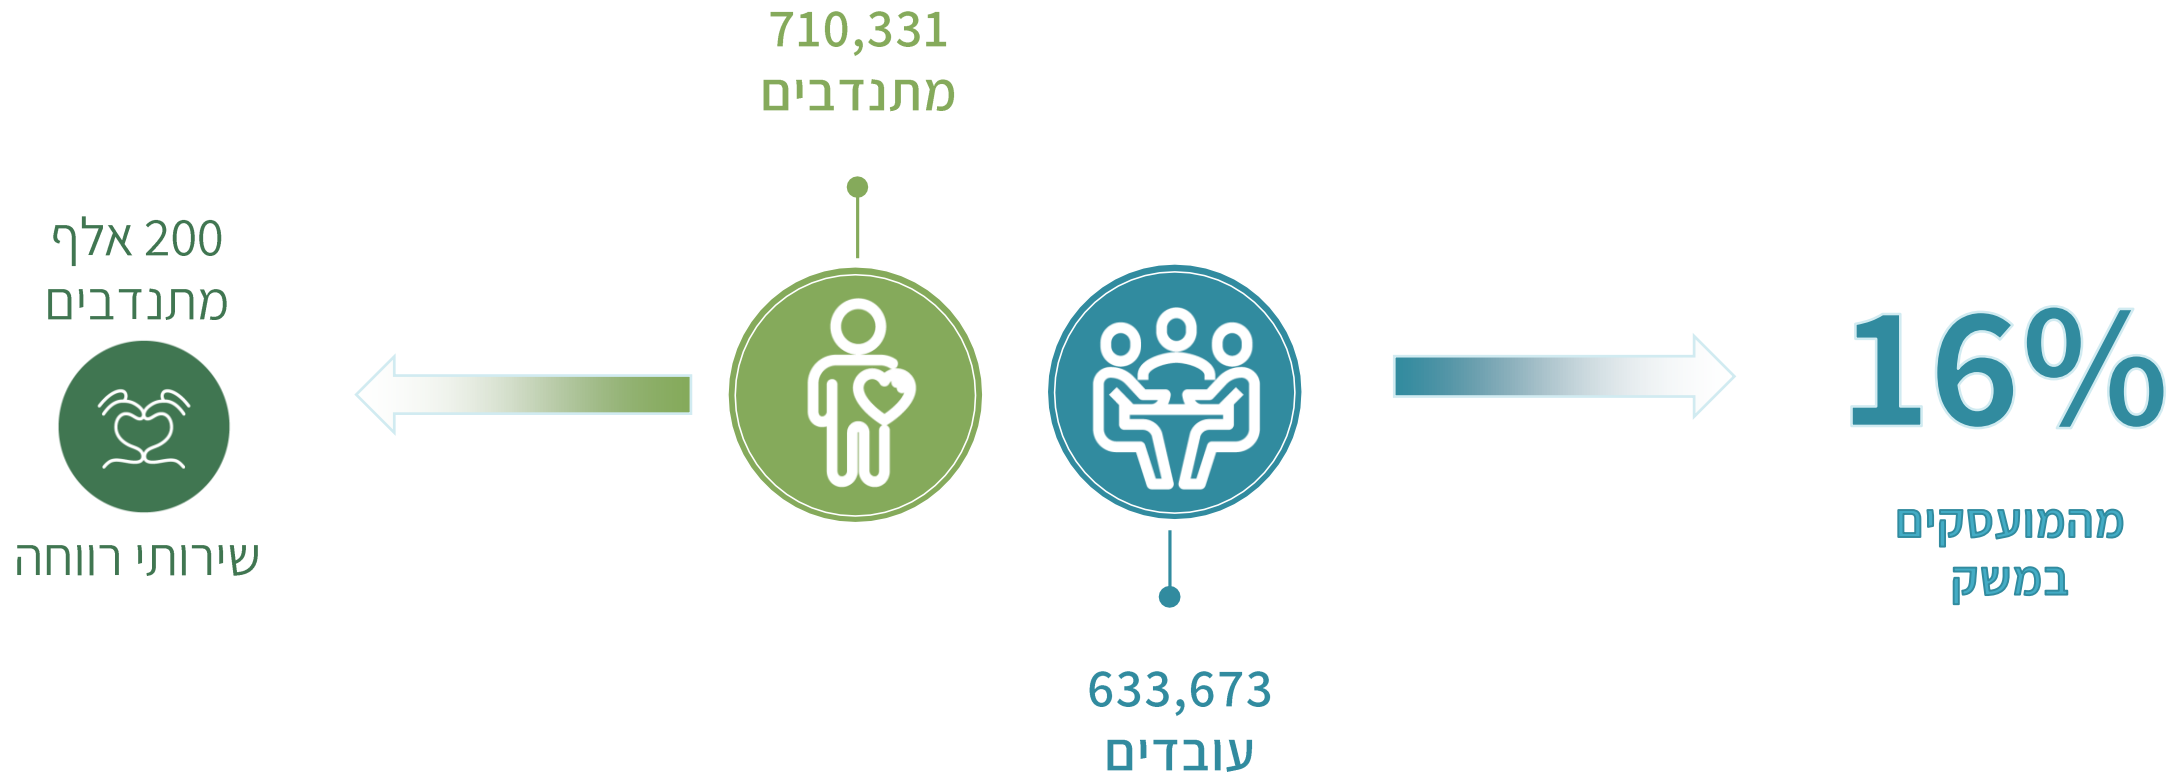 710,331
מתנדבים
200 אלף
מתנדבים
שירותי רווחה
16%
מהמועסקים
במשק
633,673
עובדים